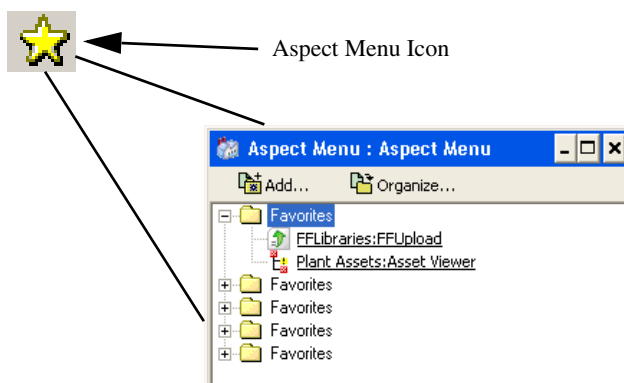 Aspect Menu Icon
Aspect Menu : Aspect Menu
Add... Organize...
Favorites
FFLibraries:FFUpload
Plant Assets:Asset Viewer
Favorites
Favorites
Favorites
Favorites